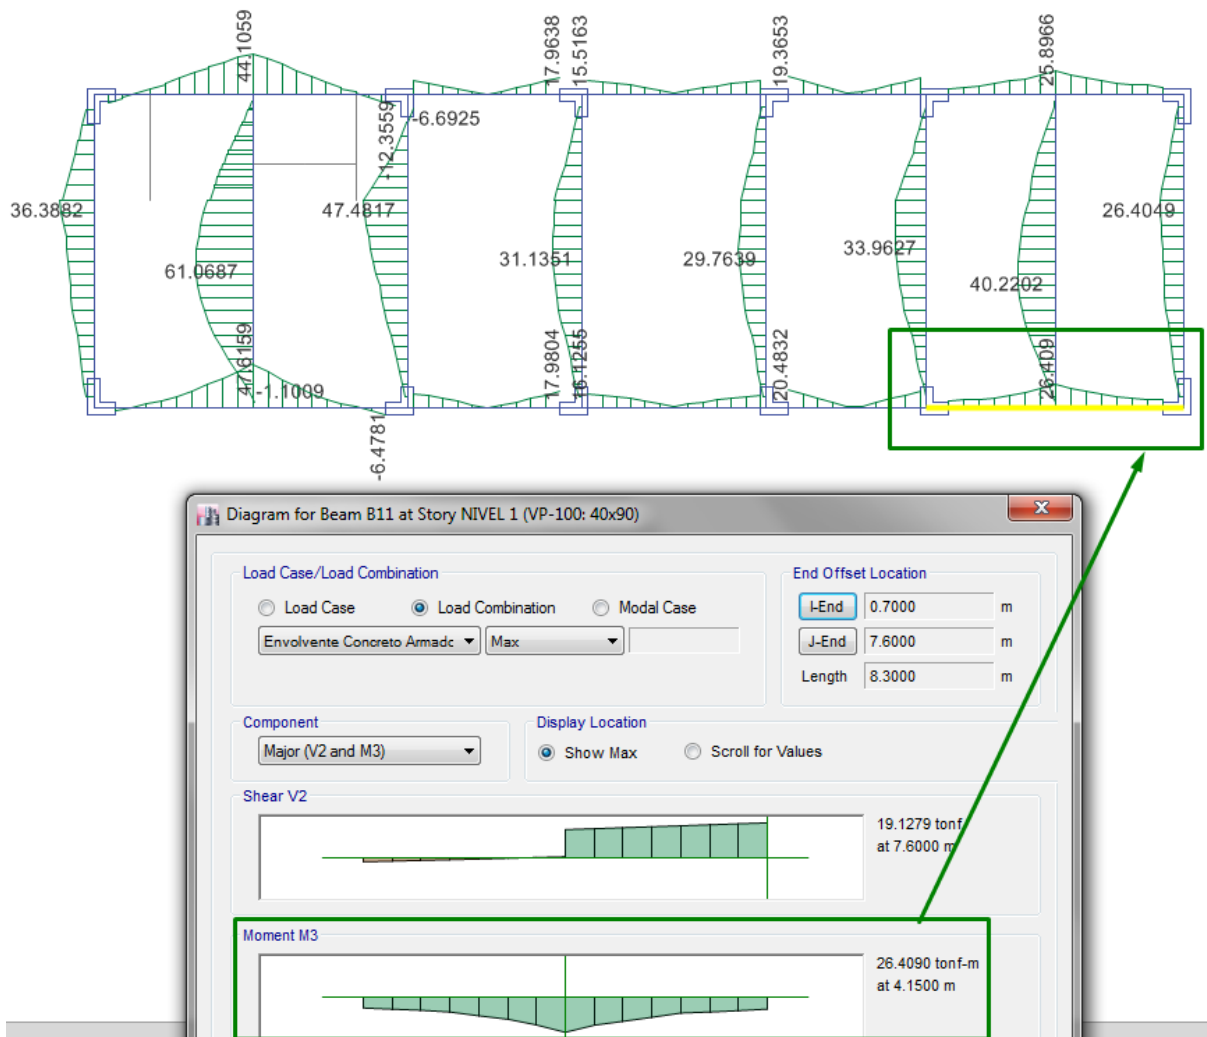 44.1059
17.9638
15.5163
19.3653
25.8966
-12.3559
-6.6925
36.3882
47.4817
26.4049
31.1351
29.7639
33.9627
61.0687
40.2202
47.6159
-1.1009
17.9804
16.1255
20.4832
26.409
-6.4781
Diagram for Beam B11 at Story NIVEL 1 (VP-100: 40x90)
x
Load Case/Load Combination
Load Case
Load Combination
Modal Case
Envolvente Concreto Armadc
Max
End Offset Location
I-End
0.7000
m
J-End
7.6000
m
Length
8.3000
m
Component
Major (V2 and M3)
Display Location
Show Max
Scroll for Values
Shear V2
19.1279 tonf
at 7.6000 m
Moment M3
26.4090 tonf-m
at 4.1500 m